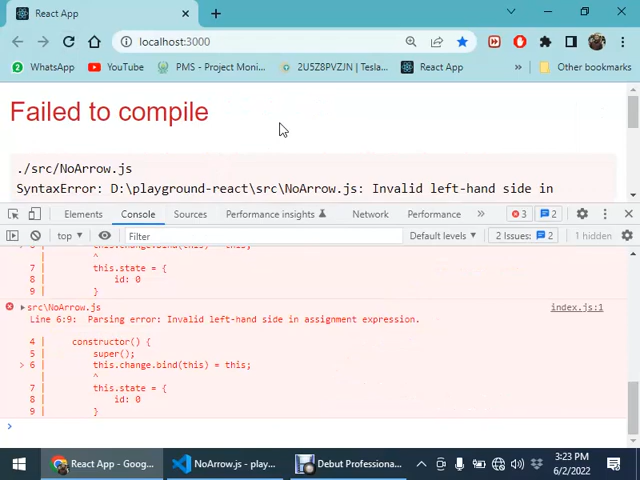 React App
localhost:3000
WhatsApp
YouTube
PMS - Project Moni...
2U5Z8PVZJN | Tesla...
React App
»
Other bookmarks
Failed to compile
./src/NoArrow.js
SyntaxError: D:\playground-react\src\NoArrow.js: Invalid left-hand side in
Elements
Console
Sources
Performance insights
Network
Performance
»
3
2
top
Filter
Default levels
2 Issues:
2
1 hidden
this.change.bind(this) = this;
| ^
7 | this.state = {
8 | id: 0
9 | }
src\NoArrow.js
index.js:1
Line 6:9: Parsing error: Invalid left-hand side in assignment expression.
4 | constructor() {
5 | super();
> 6 | this.change.bind(this) = this;
| ^
7 | this.state = {
8 | id: 0
9 | }
>
React App - Goog...
NoArrow.js - play...
Debut Professiona...
3:23 PM
6/2/2022